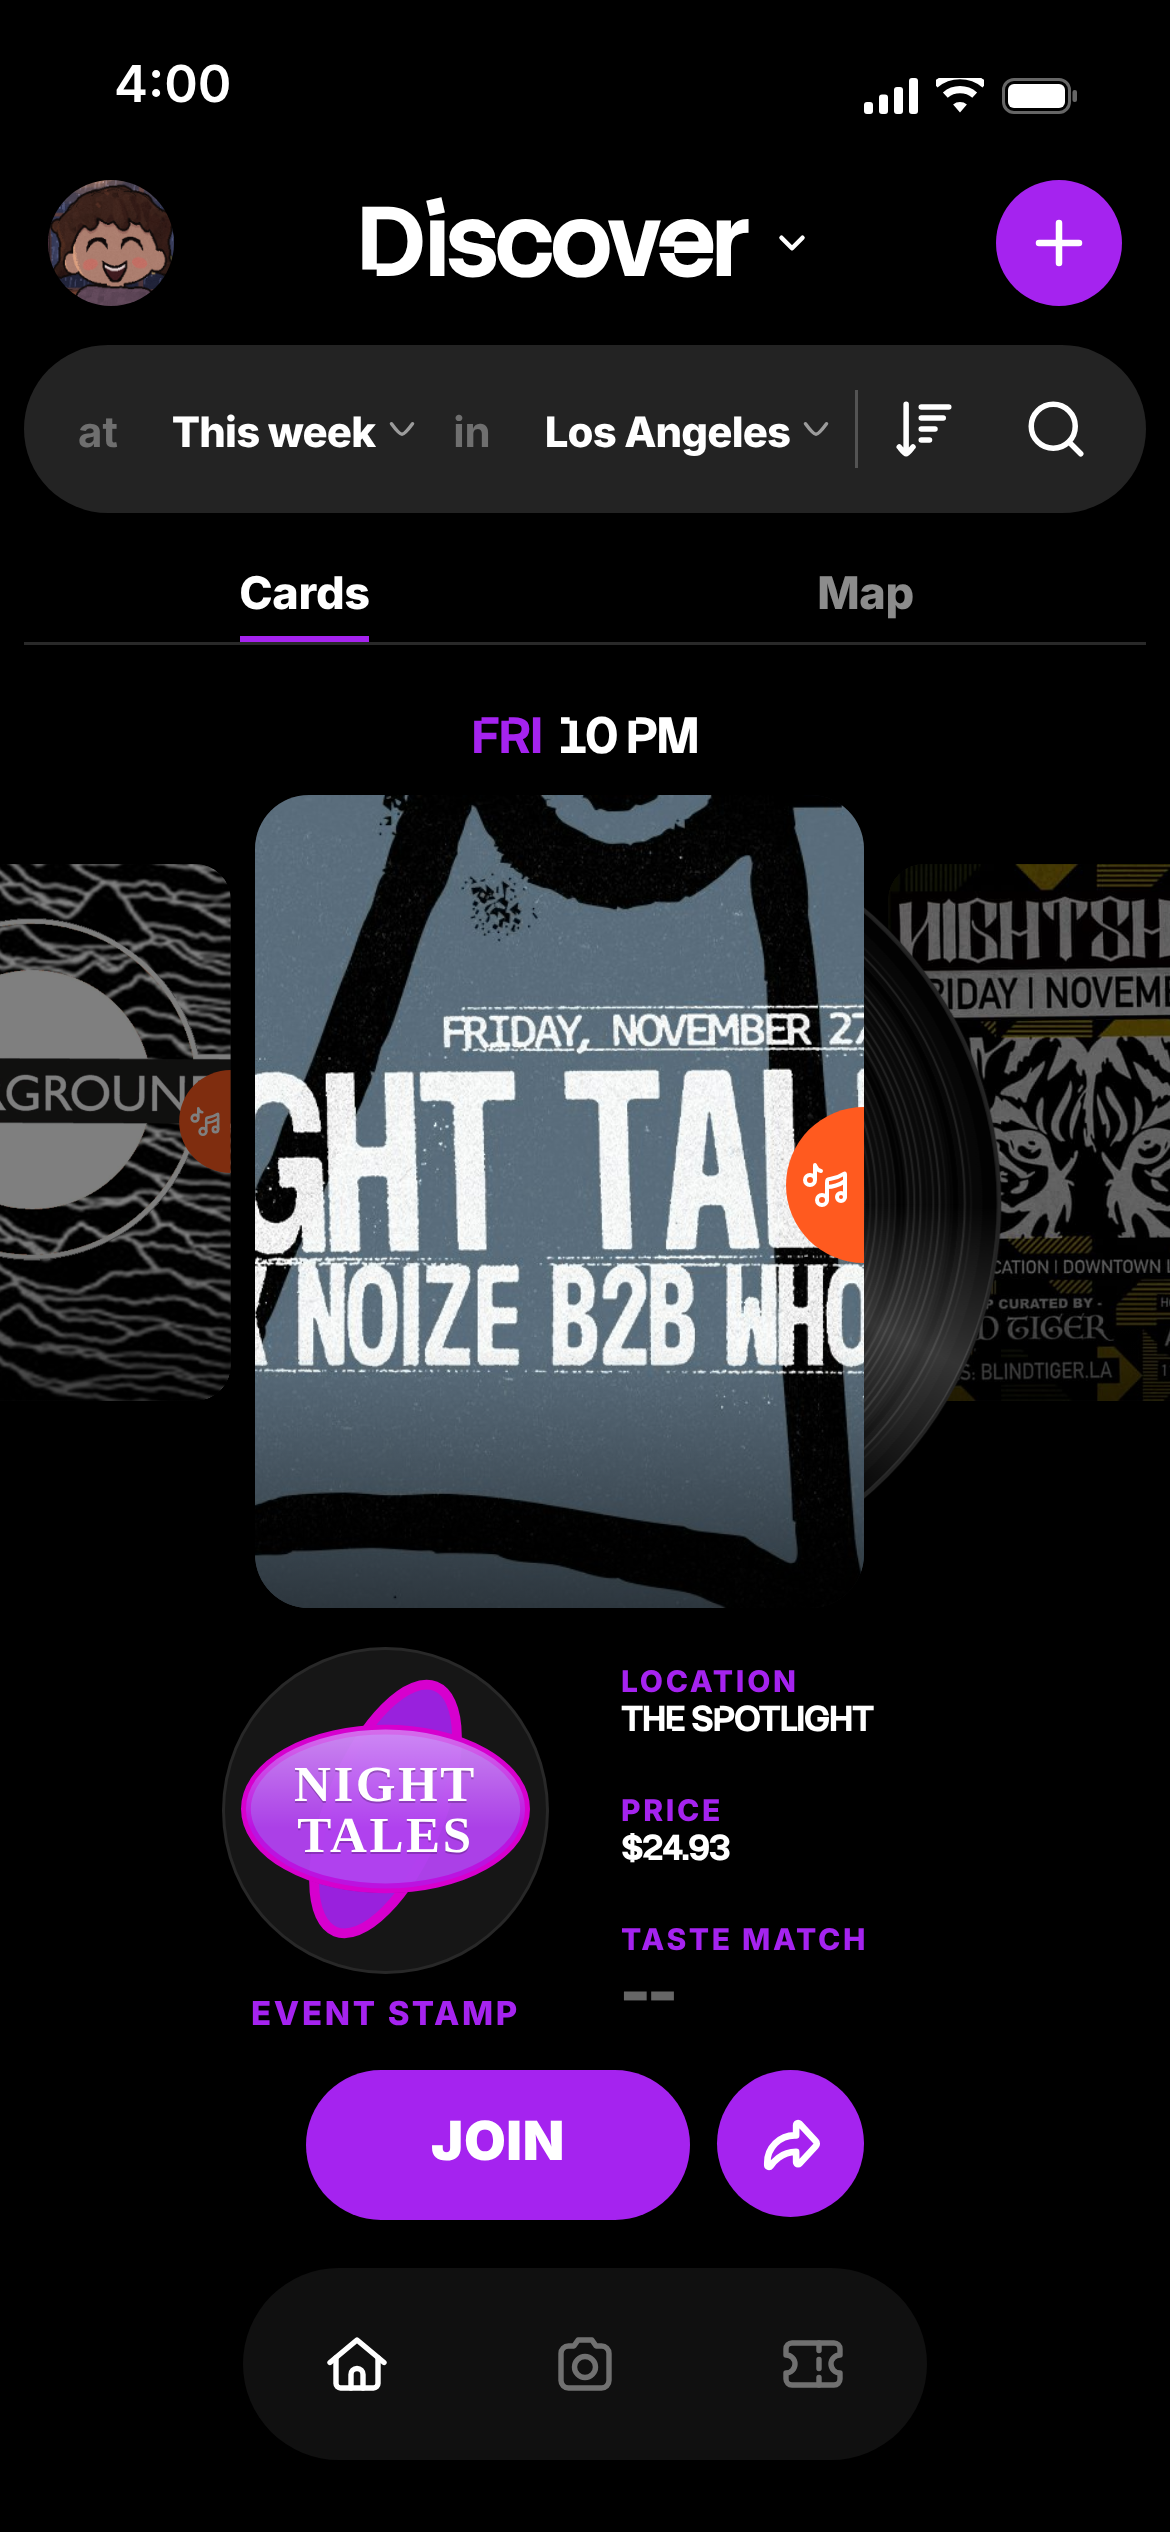 4:00
Discover
at This week in Los Angeles
Cards Map
FRI 10 PM
FRIDAY, NOVEMBER 27
GHT TAL
NOIZE B2B WHO
GROUN
NIGHTSH
RIDAY | NOVEM
CATION | DOWNTOWN L
P CURATED BY -
D TIGER
S: BLINDTIGER.LA
NIGHT
TALES
EVENT STAMP
LOCATION
THE SPOTLIGHT
PRICE
$24.93
TASTE MATCH
--
JOIN